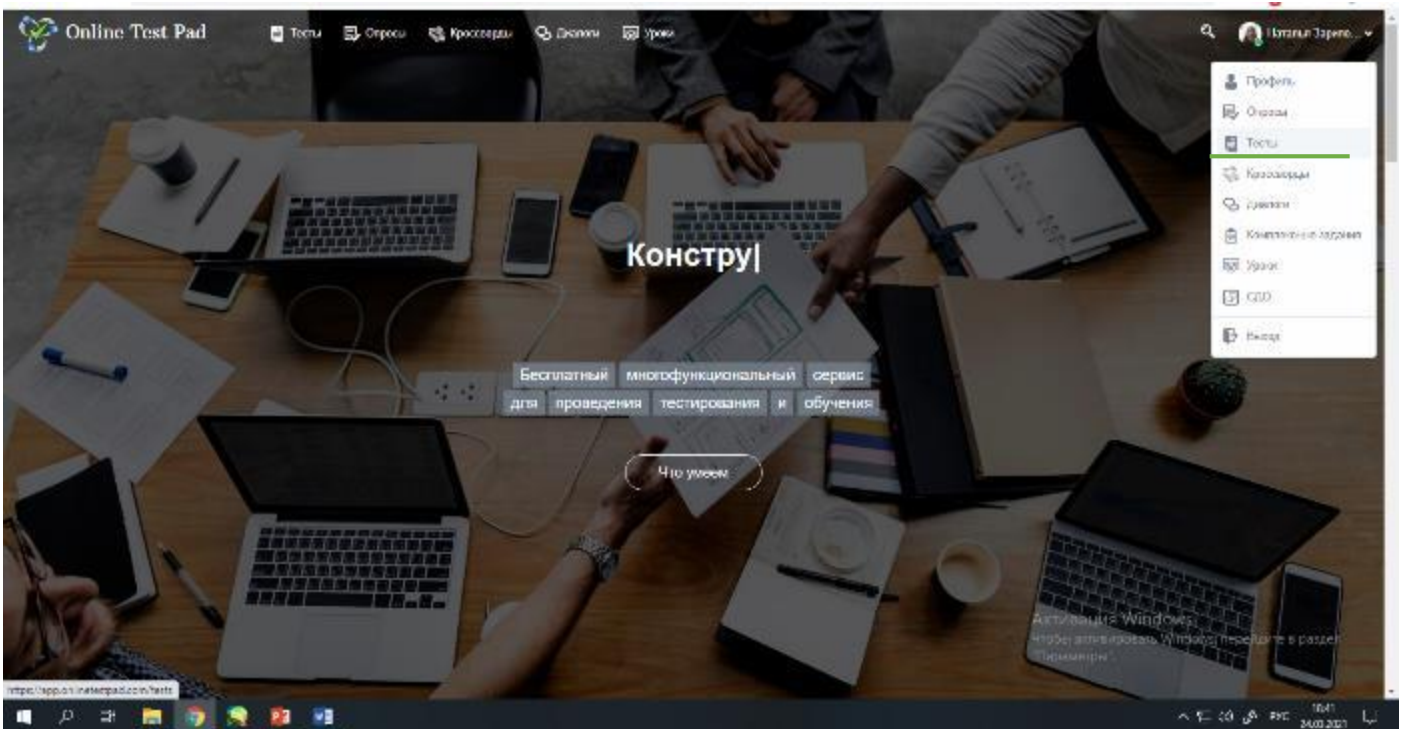 Online Test Pad
Тесты
Опросы
Кроссворды
Диалоги
Уроки
Наталья
Профиль
Опросы
Тесты
Кроссворды
Диалоги
Комплексные задания
Уроки
СДО
Выход
Констру|
Бесплатный многофункциональный сервис
для проведения тестирования и обучения
Что умеем
Активация Windows
Чтобы активировать Windows, перейдите в раздел
"Параметры".
https://app.onlinetestpad.com/tests
РУС
24.03.2021